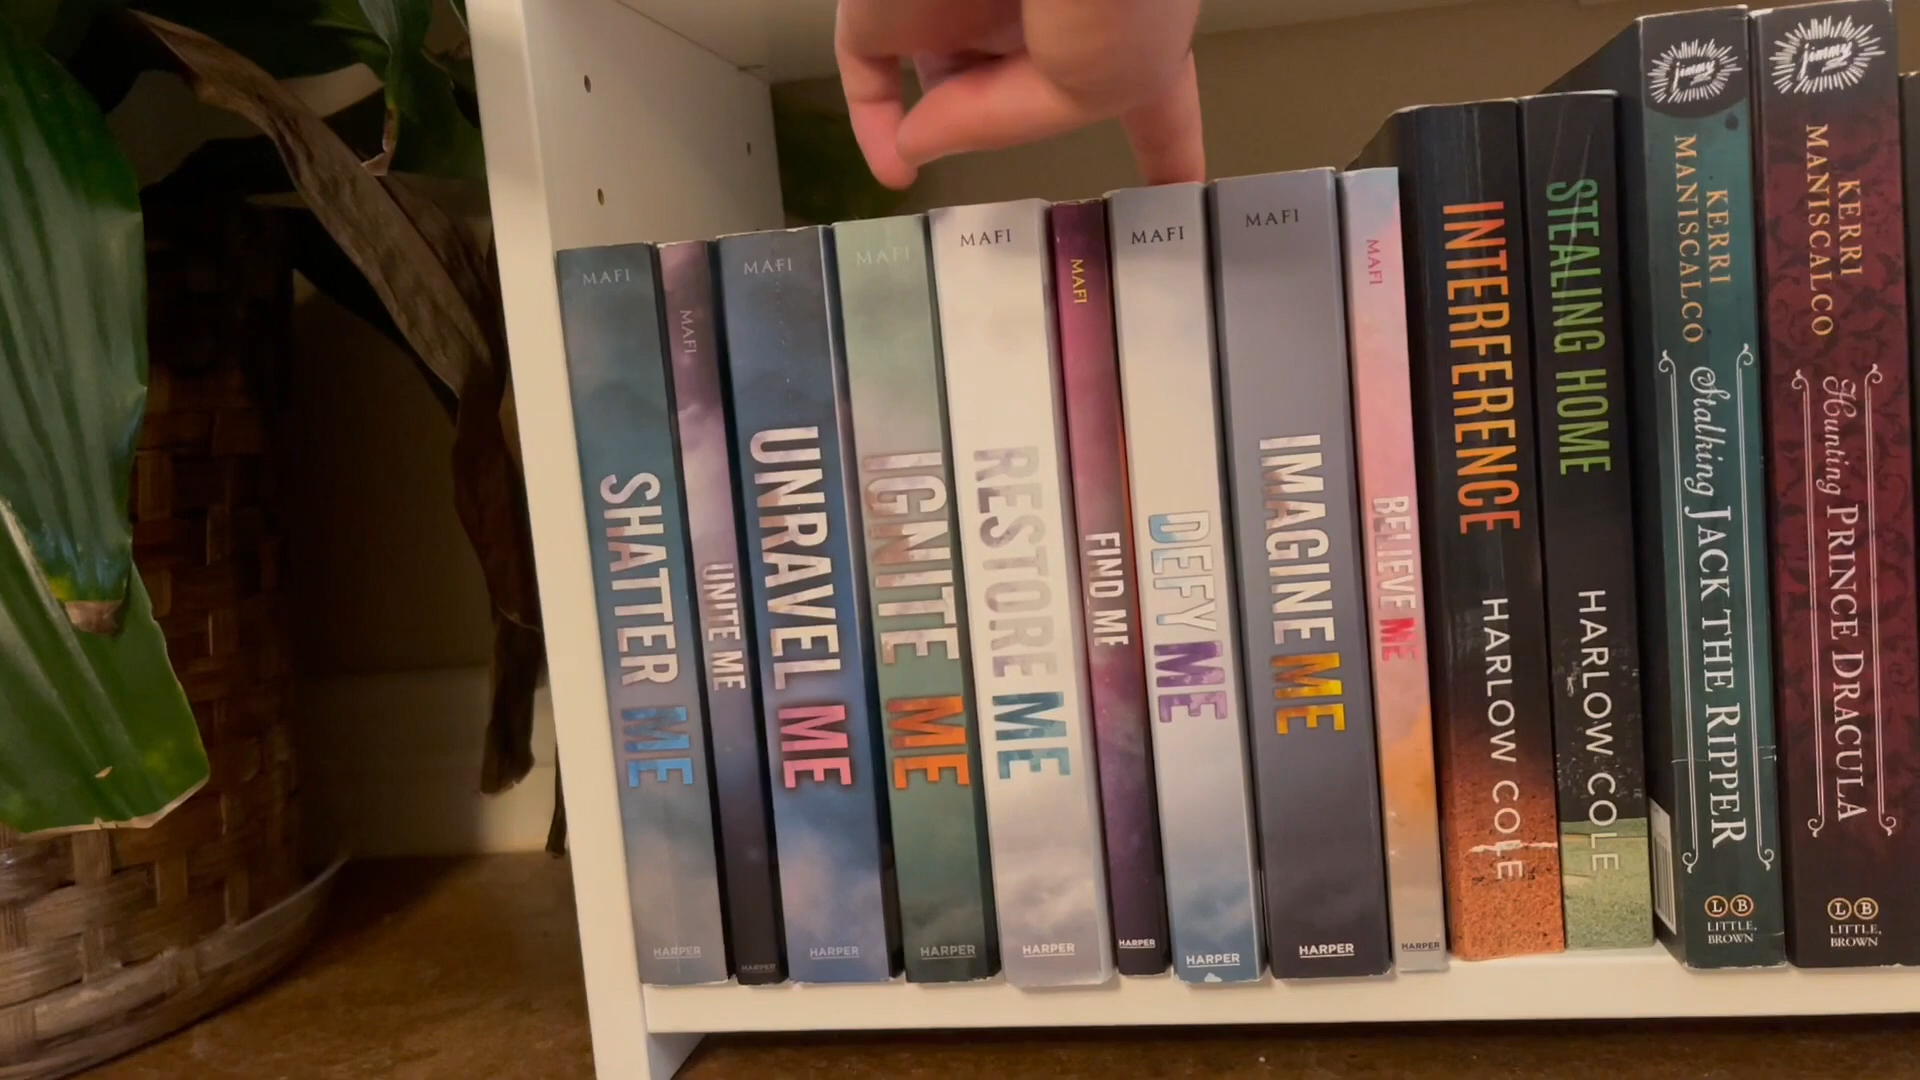 MAFI
SHATTER ME
HARPER
MAFI
UNITE ME
HARPER
MAFI
UNRAVEL ME
HARPER
MAFI
IGNITE ME
HARPER
MAFI
RESTORE ME
HARPER
MAFI
FIND ME
HARPER
MAFI
DEFY ME
HARPER
MAFI
IMAGINE ME
HARPER
MAFI
BELIEVE ME
HARPER
INTERFERENCE
HARLOW COLE
STEALING HOME
HARLOW COLE
jimmy
KERRI
MANISCALCO
Stalking JACK THE RIPPER
L B
LITTLE,
BROWN
jimmy
KERRI
MANISCALCO
Hunting PRINCE DRACULA
L B
LITTLE,
BROWN